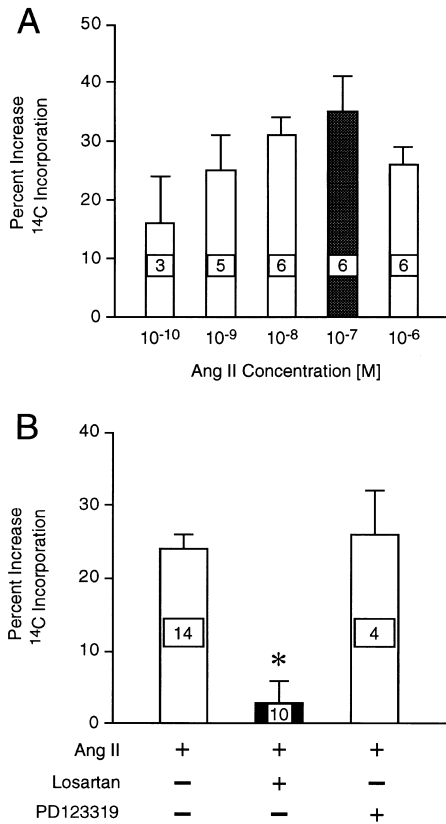 A
Percent Increase
14C Incorporation
50
40
30
20
10
0
3 5 6 6 6
10-10 10-9 10-8 10-7 10-6
Ang II Concentration [M]
B
Percent Increase
14C Incorporation
40
30
20
10
0
*
14 10 4
Ang II + + +
Losartan − + −
PD123319 − − +